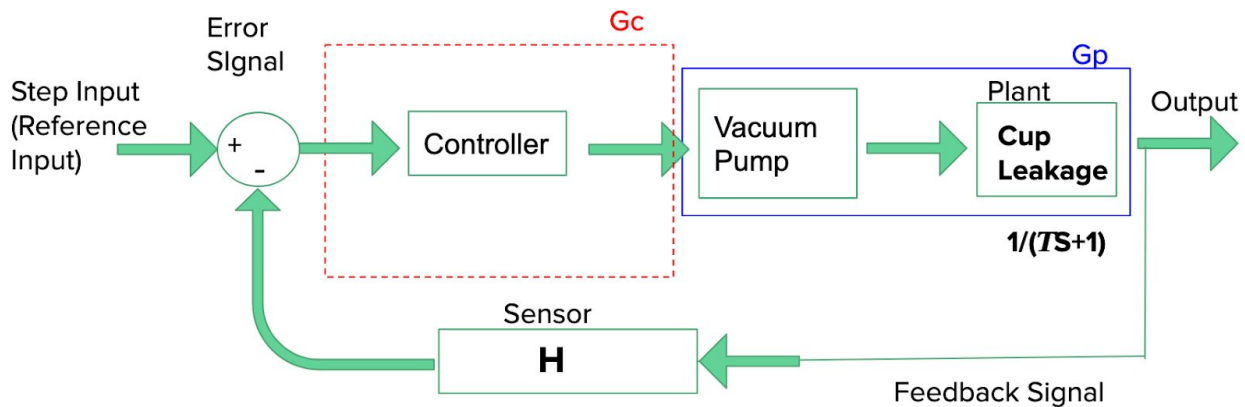 Gc
Error
SIgnal
Gp
Step Input
(Reference
Input)
+
-
Controller
Vacuum
Pump
Plant
Cup
Leakage
Output
1/(TS+1)
Sensor
H
Feedback Signal